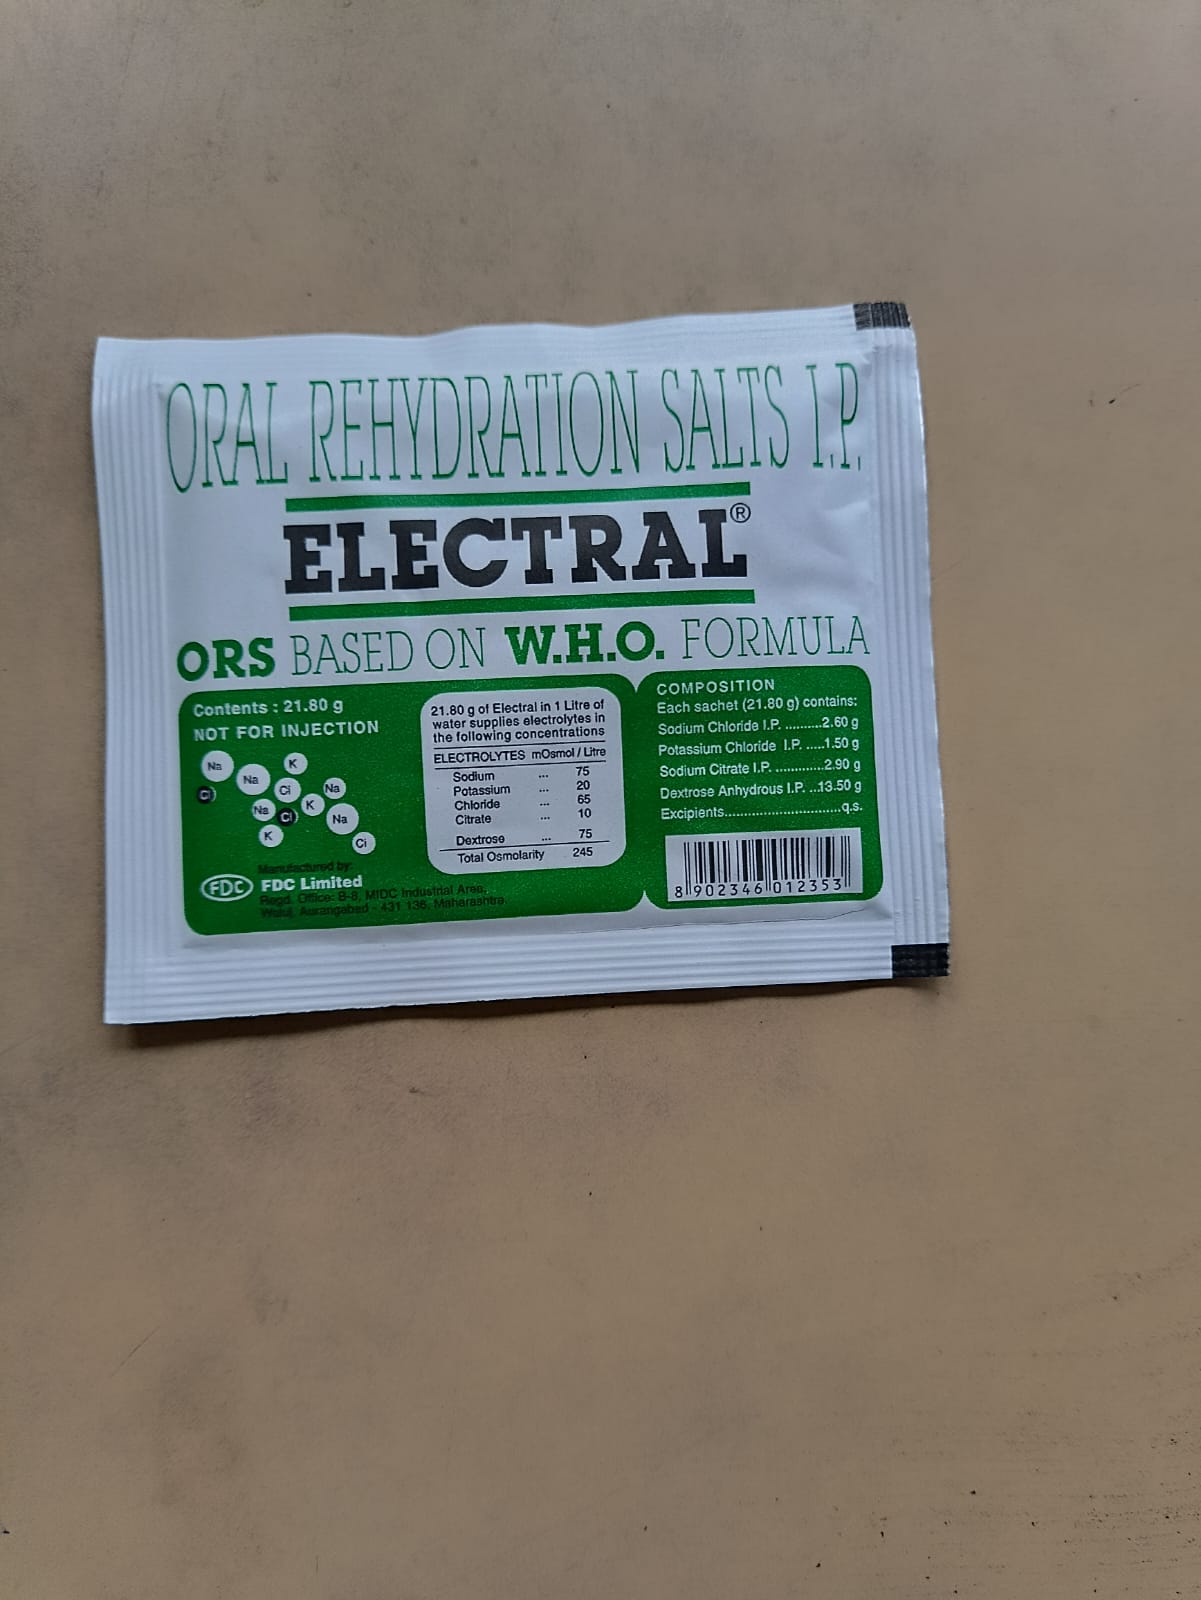 ORAL REHYDRATION SALTS I.P.
ELECTRAL®
ORS BASED ON W.H.O. FORMULA
Contents : 21.80 g
NOT FOR INJECTION
Na
K
Na
Cl
Ci
Na
K
Na
Cl
Na
K
Ci
Manufactured by:
FDC
FDC Limited
Regd. Office: B-8, MIDC Industrial Area,
Waluj, Aurangabad - 431 136, Maharashtra.
21.80 g of Electral in 1 Litre of
water supplies electrolytes in
the following concentrations
ELECTROLYTES mOsmol / Litre
Sodium ... 75
Potassium ... 20
Chloride ... 65
Citrate ... 10
Dextrose ... 75
Total Osmolarity 245
COMPOSITION
Each sachet (21.80 g) contains:
Sodium Chloride I.P. ..........2.60 g
Potassium Chloride I.P. .....1.50 g
Sodium Citrate I.P. ............2.90 g
Dextrose Anhydrous I.P. ..13.50 g
Excipients.............................q.s.
8 902346 012353